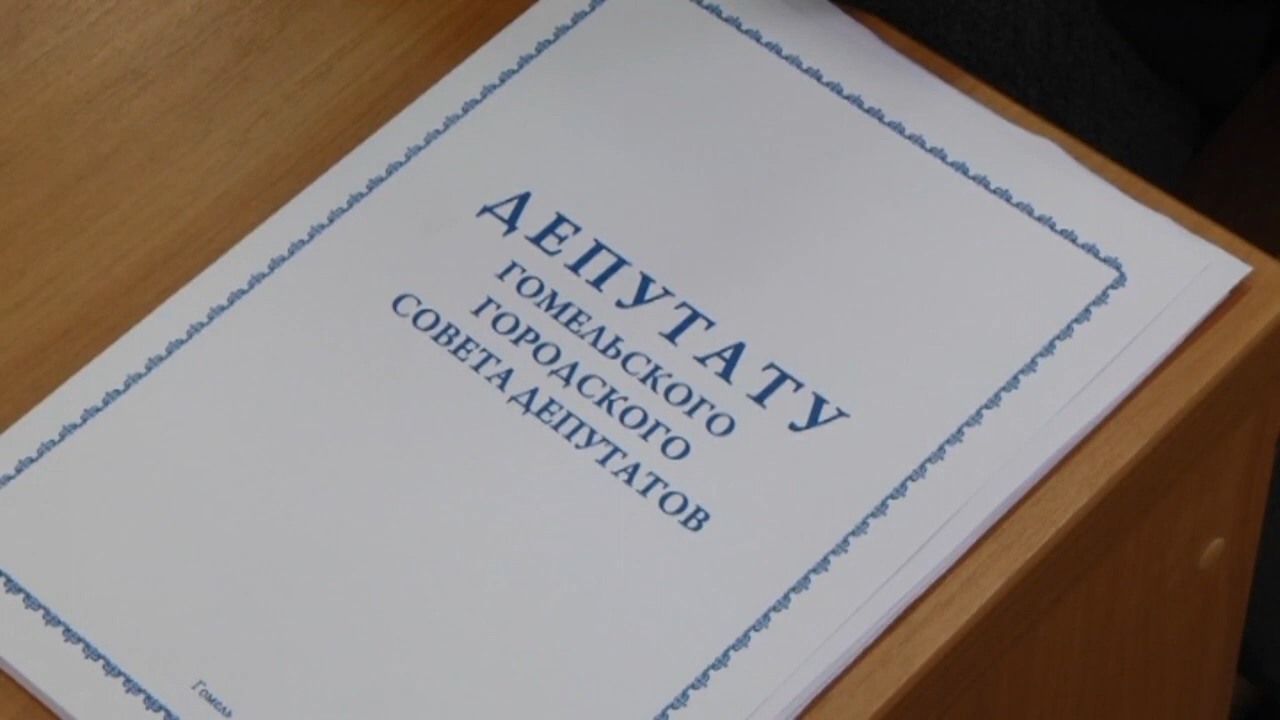 ДЕПУТАТУ
ГОМЕЛЬСКОГО
ГОРОДСКОГО
СОВЕТА ДЕПУТАТОВ
Гомель